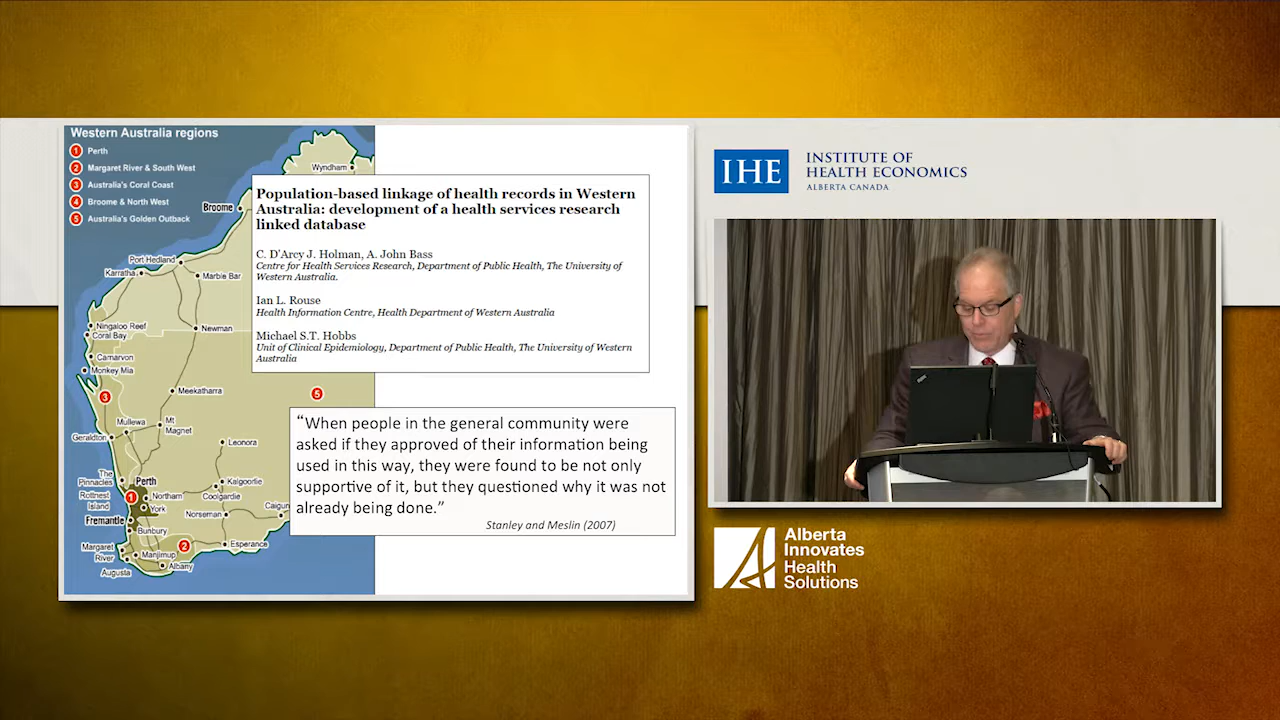 Western Australia regions
1 Perth
2 Margaret River & South West
3 Australia's Coral Coast
4 Broome & North West
5 Australia's Golden Outback
Wyndham
Broome
Port Hedland
Karratha
Marble Bar
Ningaloo Reef
Coral Bay
Newman
Carnarvon
Monkey Mia
Meekatharra
5
3
Mullewa
Mt
Magnet
Geraldton
Leonora
The
Pinnacles
Perth
Kalgoorlie
Rottnest
Island
1
Northam
Coolgardie
York
Norseman
Caigun
Fremantle
Bunbury
Margaret
River
Manjimup
2
Esperance
Augusta
Albany
Population-based linkage of health records in Western
Australia: development of a health services research
linked database
C. D'Arcy J. Holman, A. John Bass
Centre for Health Services Research, Department of Public Health, The University of
Western Australia.
Ian L. Rouse
Health Information Centre, Health Department of Western Australia
Michael S.T. Hobbs
Unit of Clinical Epidemiology, Department of Public Health, The University of Western
Australia
“When people in the general community were
asked if they approved of their information being
used in this way, they were found to be not only
supportive of it, but they questioned why it was not
already being done.”
Stanley and Meslin (2007)
IHE
INSTITUTE OF
HEALTH ECONOMICS
ALBERTA CANADA
Alberta
Innovates
Health
Solutions